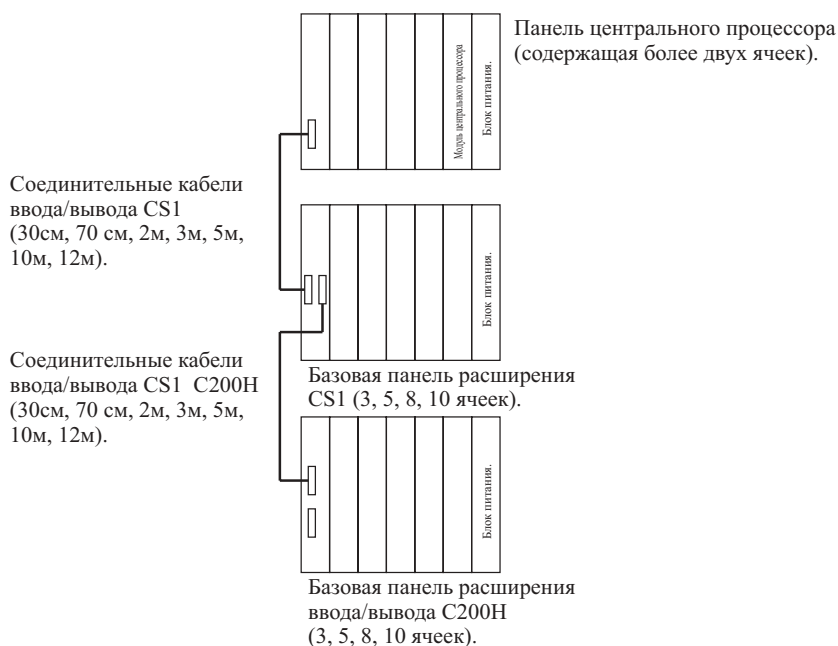 Панель центрального процессора
(содержащая более двух ячеек).
Модуль центрального процессора
Блок питания.
Соединительные кабели
ввода/вывода CS1
(30см, 70 см, 2м, 3м, 5м,
10м, 12м).
Блок питания.
Соединительные кабели
ввода/вывода CS1 C200H
(30см, 70 см, 2м, 3м, 5м,
10м, 12м).
Базовая панель расширения
CS1 (3, 5, 8, 10 ячеек).
Блок питания.
Базовая панель расширения
ввода/вывода C200H
(3, 5, 8, 10 ячеек).